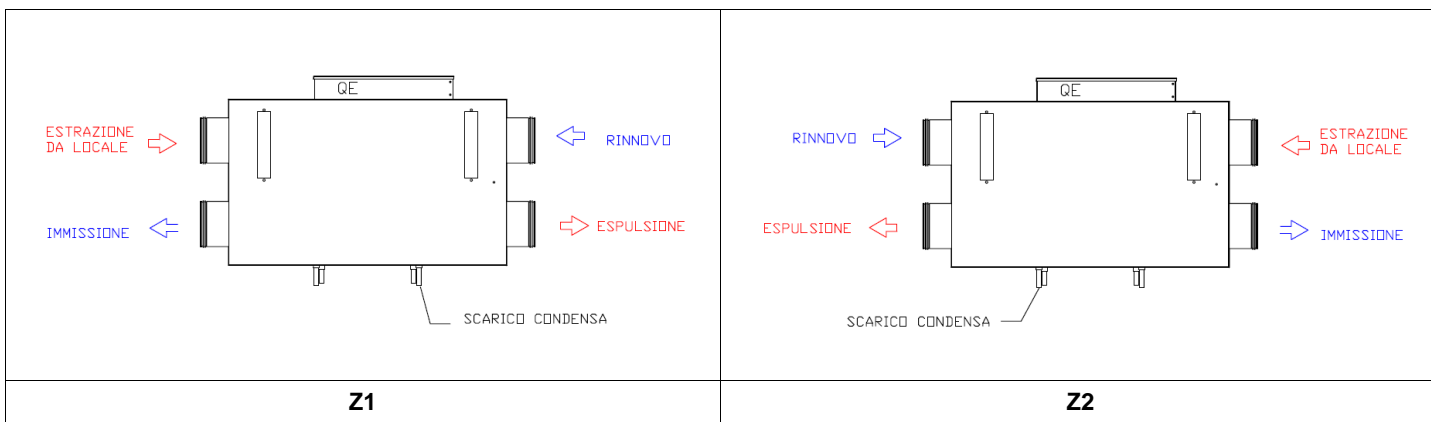 QE
ESTRAZIONE
DA LOCALE
RINNOVO
IMMISSIONE
ESPULSIONE
SCARICO CONDENSA
Z1
QE
RINNOVO
ESTRAZIONE
DA LOCALE
ESPULSIONE
IMMISSIONE
SCARICO CONDENSA
Z2